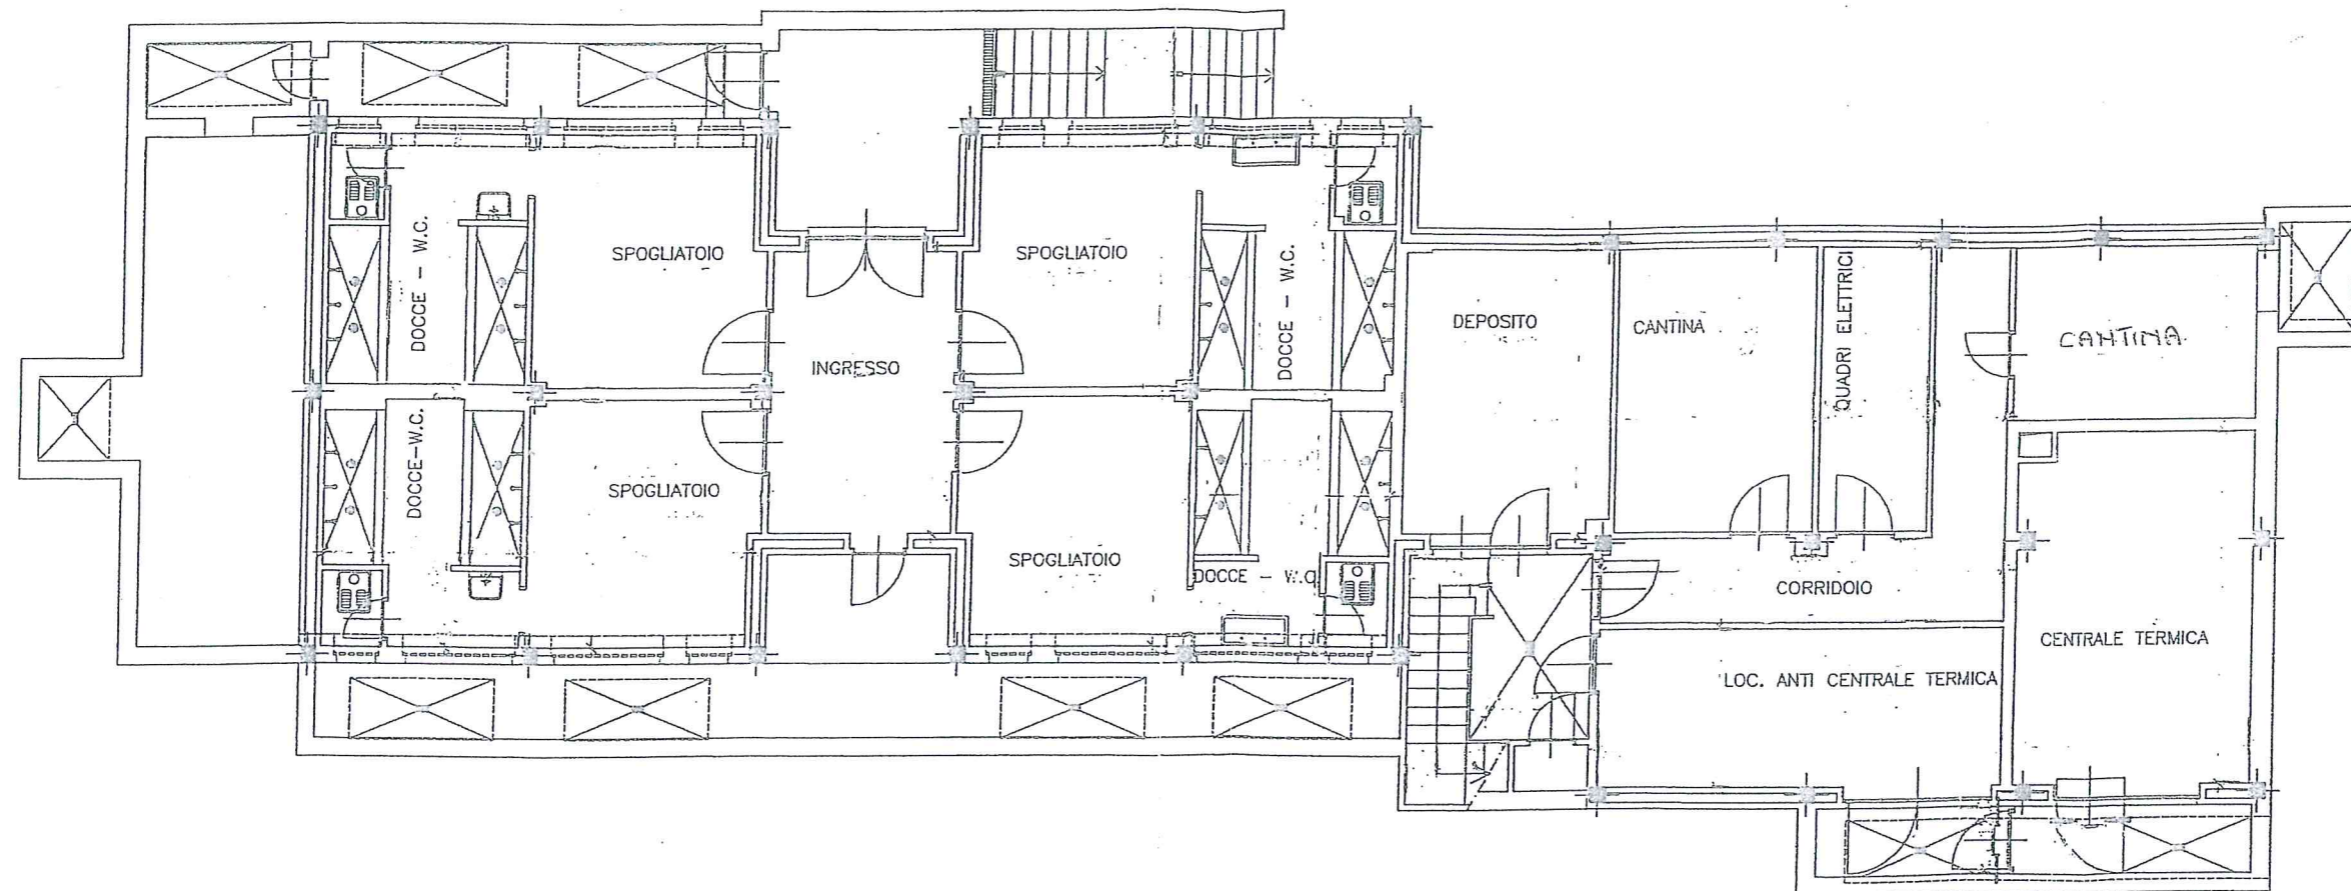 SPOGLIATOIO
SPOGLIATOIO
DOCCE - W.C.
DOCCE - W.C.
QUADRI ELETTRICI
DEPOSITO
CANTINA
CANTINA
INGRESSO
DOCCE-W.C.
SPOGLIATOIO
SPOGLIATOIO
DOCCE -
CORRIDOIO
CENTRALE TERMICA
LOC. ANTI CENTRALE TERMICA